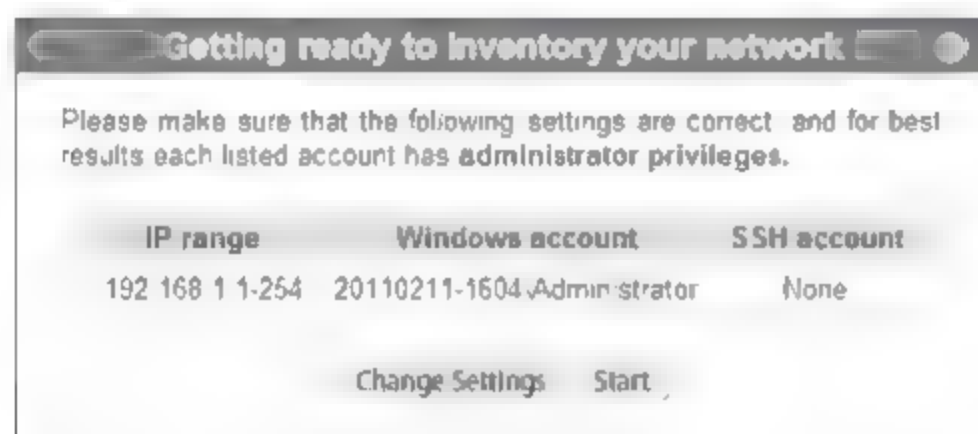 Getting ready to inventory your network
Please make sure that the following settings are correct and for best
results each listed account has administrator privileges.
IP range Windows account SSH account
192 168 1 1-254 20110211-1604\Administrator None
Change Settings Start